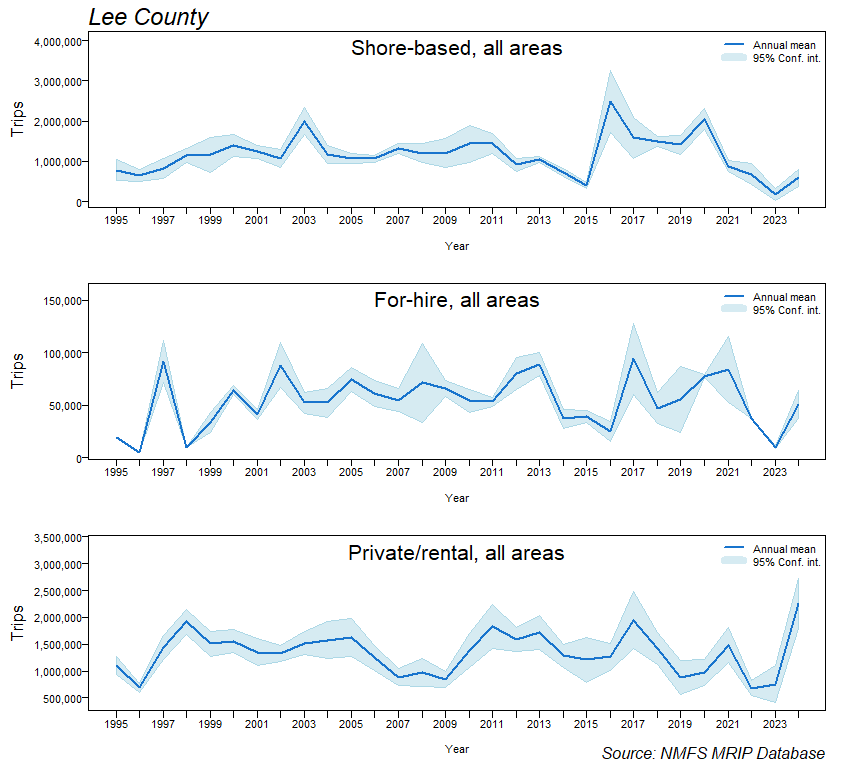 Lee County
Shore-based, all areas
Annual mean
95% Conf. int.
Trips
4,000,000
3,000,000
2,000,000
1,000,000
0
1995 1997 1999 2001 2003 2005 2007 2009 2011 2013 2015 2017 2019 2021 2023
Year
For-hire, all areas
Annual mean
95% Conf. int.
Trips
150,000
100,000
50,000
0
1995 1997 1999 2001 2003 2005 2007 2009 2011 2013 2015 2017 2019 2021 2023
Year
Private/rental, all areas
Annual mean
95% Conf. int.
Trips
3,500,000
3,000,000
2,500,000
2,000,000
1,500,000
1,000,000
500,000
1995 1997 1999 2001 2003 2005 2007 2009 2011 2013 2015 2017 2019 2021 2023
Year
Source: NMFS MRIP Database